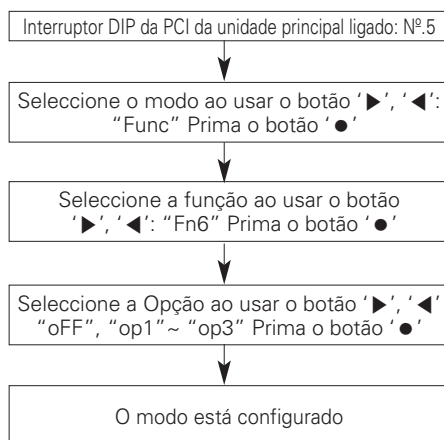 Interruptor DIP da PCI da unidade principal ligado: Nº.5
Seleccione o modo ao usar o botão ‘▶’, ‘◀’:
“Func” Prima o botão ‘●’
Seleccione a função ao usar o botão
‘▶’, ‘◀’: “Fn6” Prima o botão ‘●’
Seleccione a Opção ao usar o botão ‘▶’, ‘◀’
“oFF”, “op1”~ “op3” Prima o botão ‘●’
O modo está configurado